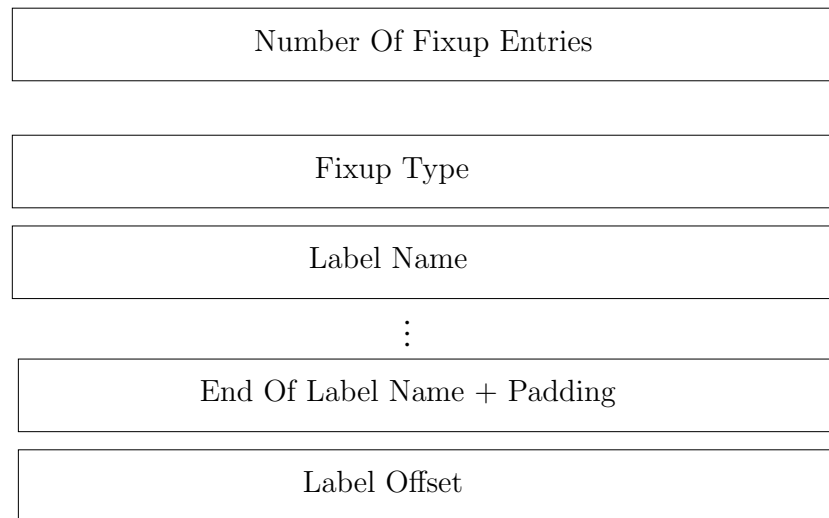 Number Of Fixup Entries
Fixup Type
Label Name
⋮
End Of Label Name + Padding
Label Offset